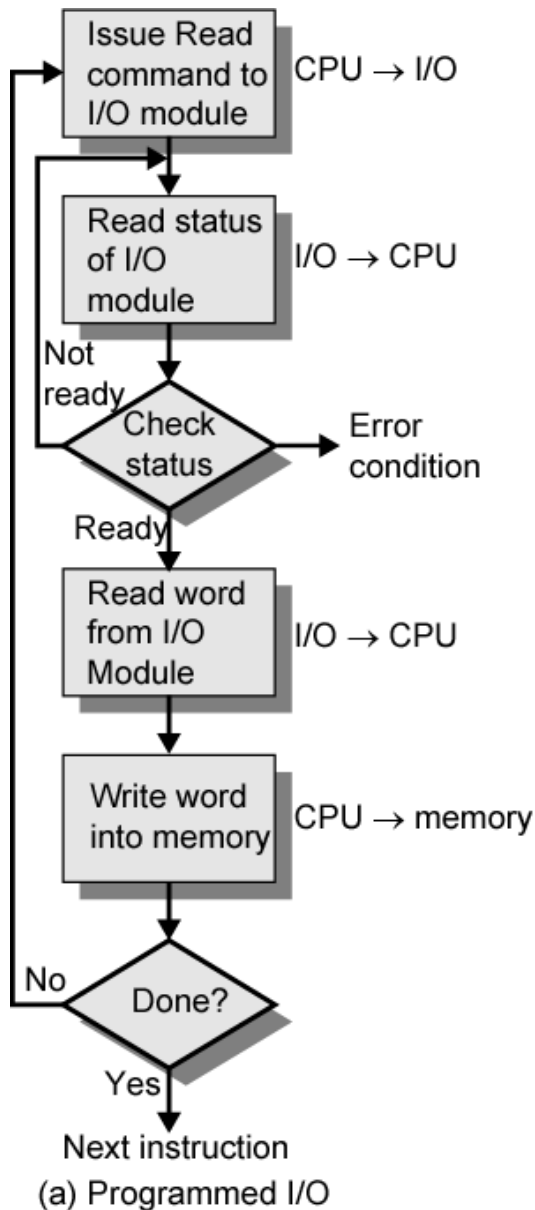 Issue Read
command to
I/O module
CPU → I/O
Read status
of I/O
module
I/O → CPU
Not
ready
Check
status
Error
condition
Ready
Read word
from I/O
Module
I/O → CPU
Write word
into memory
CPU → memory
No
Done?
Yes
Next instruction
(a) Programmed I/O